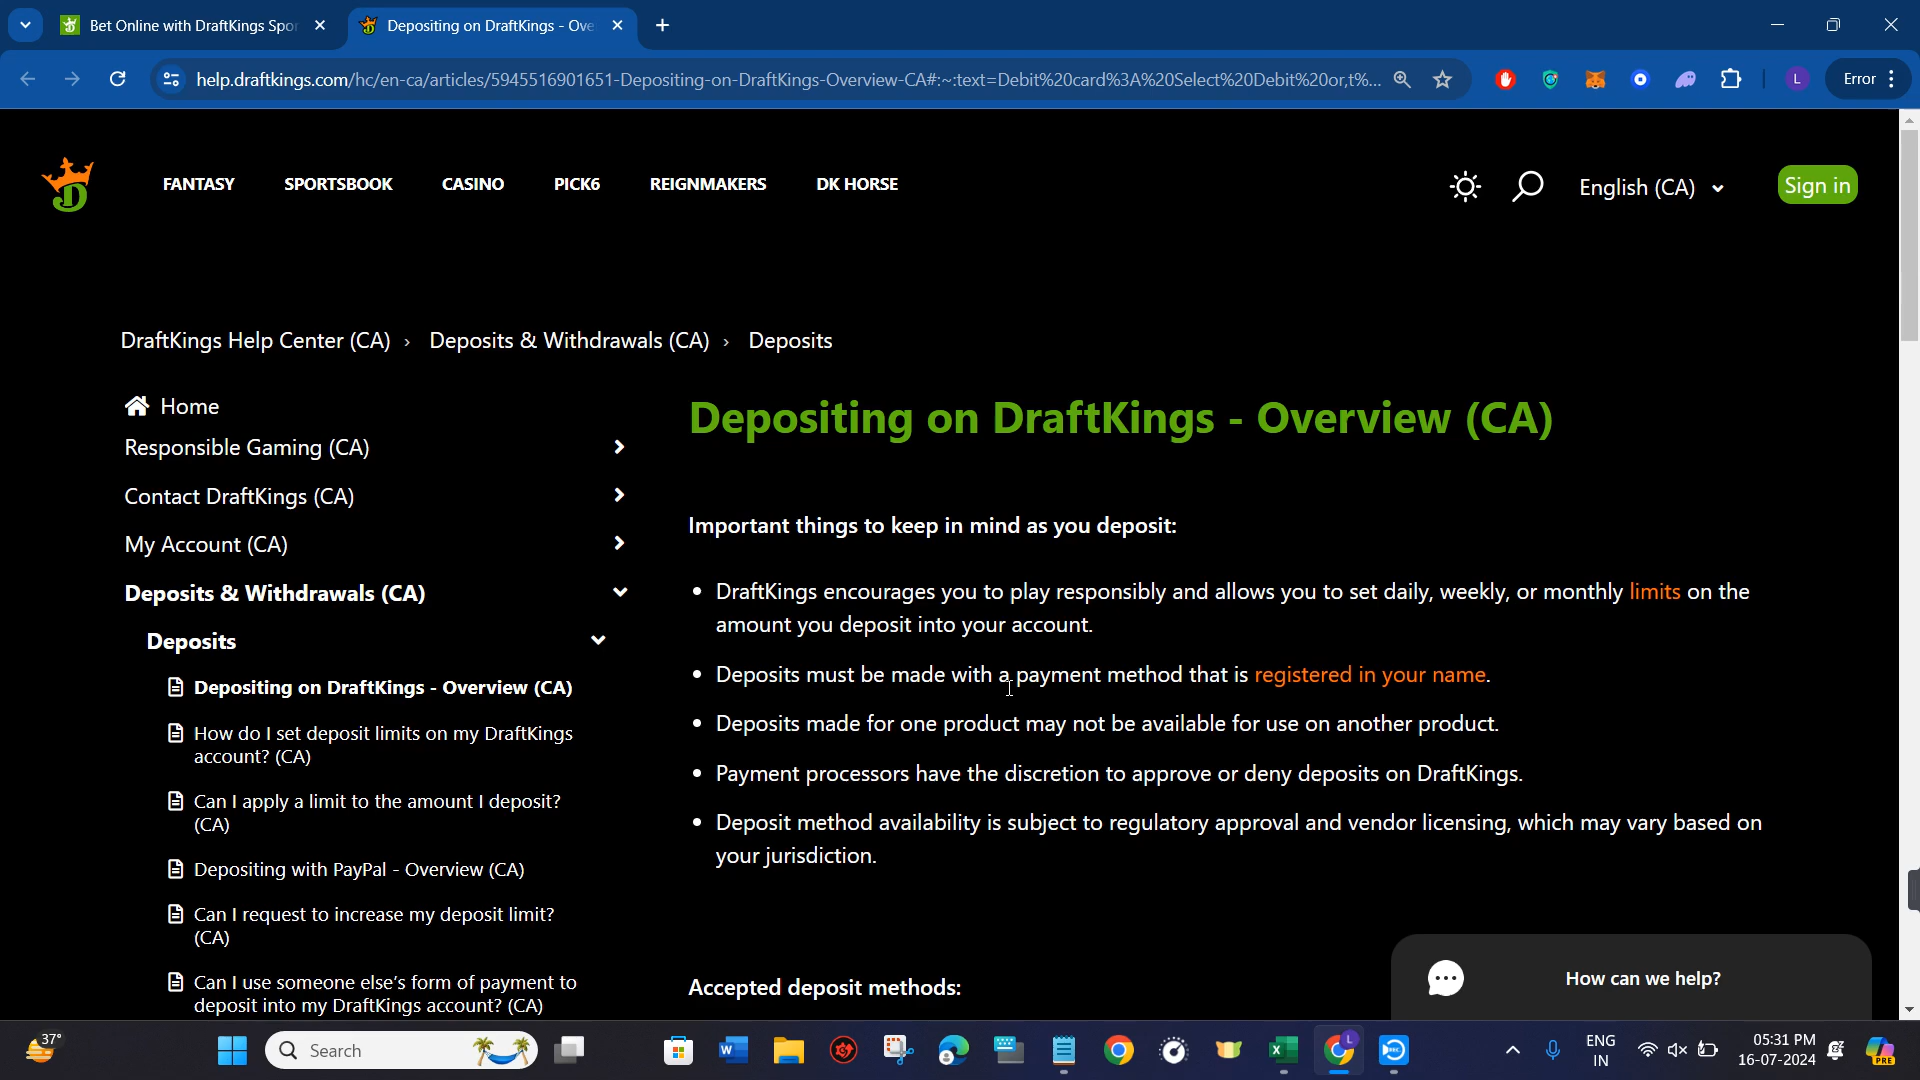 Bet Online with DraftKings Spor
Depositing on DraftKings - Ove
help.draftkings.com/hc/en-ca/articles/5945516901651-Depositing-on-DraftKings-Overview-CA#:~:text=Debit%20card%3A%20Select%20Debit%20or,t%...
L
Error
FANTASY
SPORTSBOOK
CASINO
PICK6
REIGNMAKERS
DK HORSE
English (CA)
Sign in
DraftKings Help Center (CA) › Deposits & Withdrawals (CA) › Deposits
Home
Responsible Gaming (CA)
Contact DraftKings (CA)
My Account (CA)
Deposits & Withdrawals (CA)
Deposits
Depositing on DraftKings - Overview (CA)
How do I set deposit limits on my DraftKings
account? (CA)
Can I apply a limit to the amount I deposit?
(CA)
Depositing with PayPal - Overview (CA)
Can I request to increase my deposit limit?
(CA)
Can I use someone else's form of payment to
deposit into my DraftKings account? (CA)
Depositing on DraftKings - Overview (CA)
Important things to keep in mind as you deposit:
• DraftKings encourages you to play responsibly and allows you to set daily, weekly, or monthly limits on the
amount you deposit into your account.
• Deposits must be made with a payment method that is registered in your name.
• Deposits made for one product may not be available for use on another product.
• Payment processors have the discretion to approve or deny deposits on DraftKings.
• Deposit method availability is subject to regulatory approval and vendor licensing, which may vary based on
your jurisdiction.
Accepted deposit methods:
How can we help?
37°
Search
ENG
IN
05:31 PM
16-07-2024